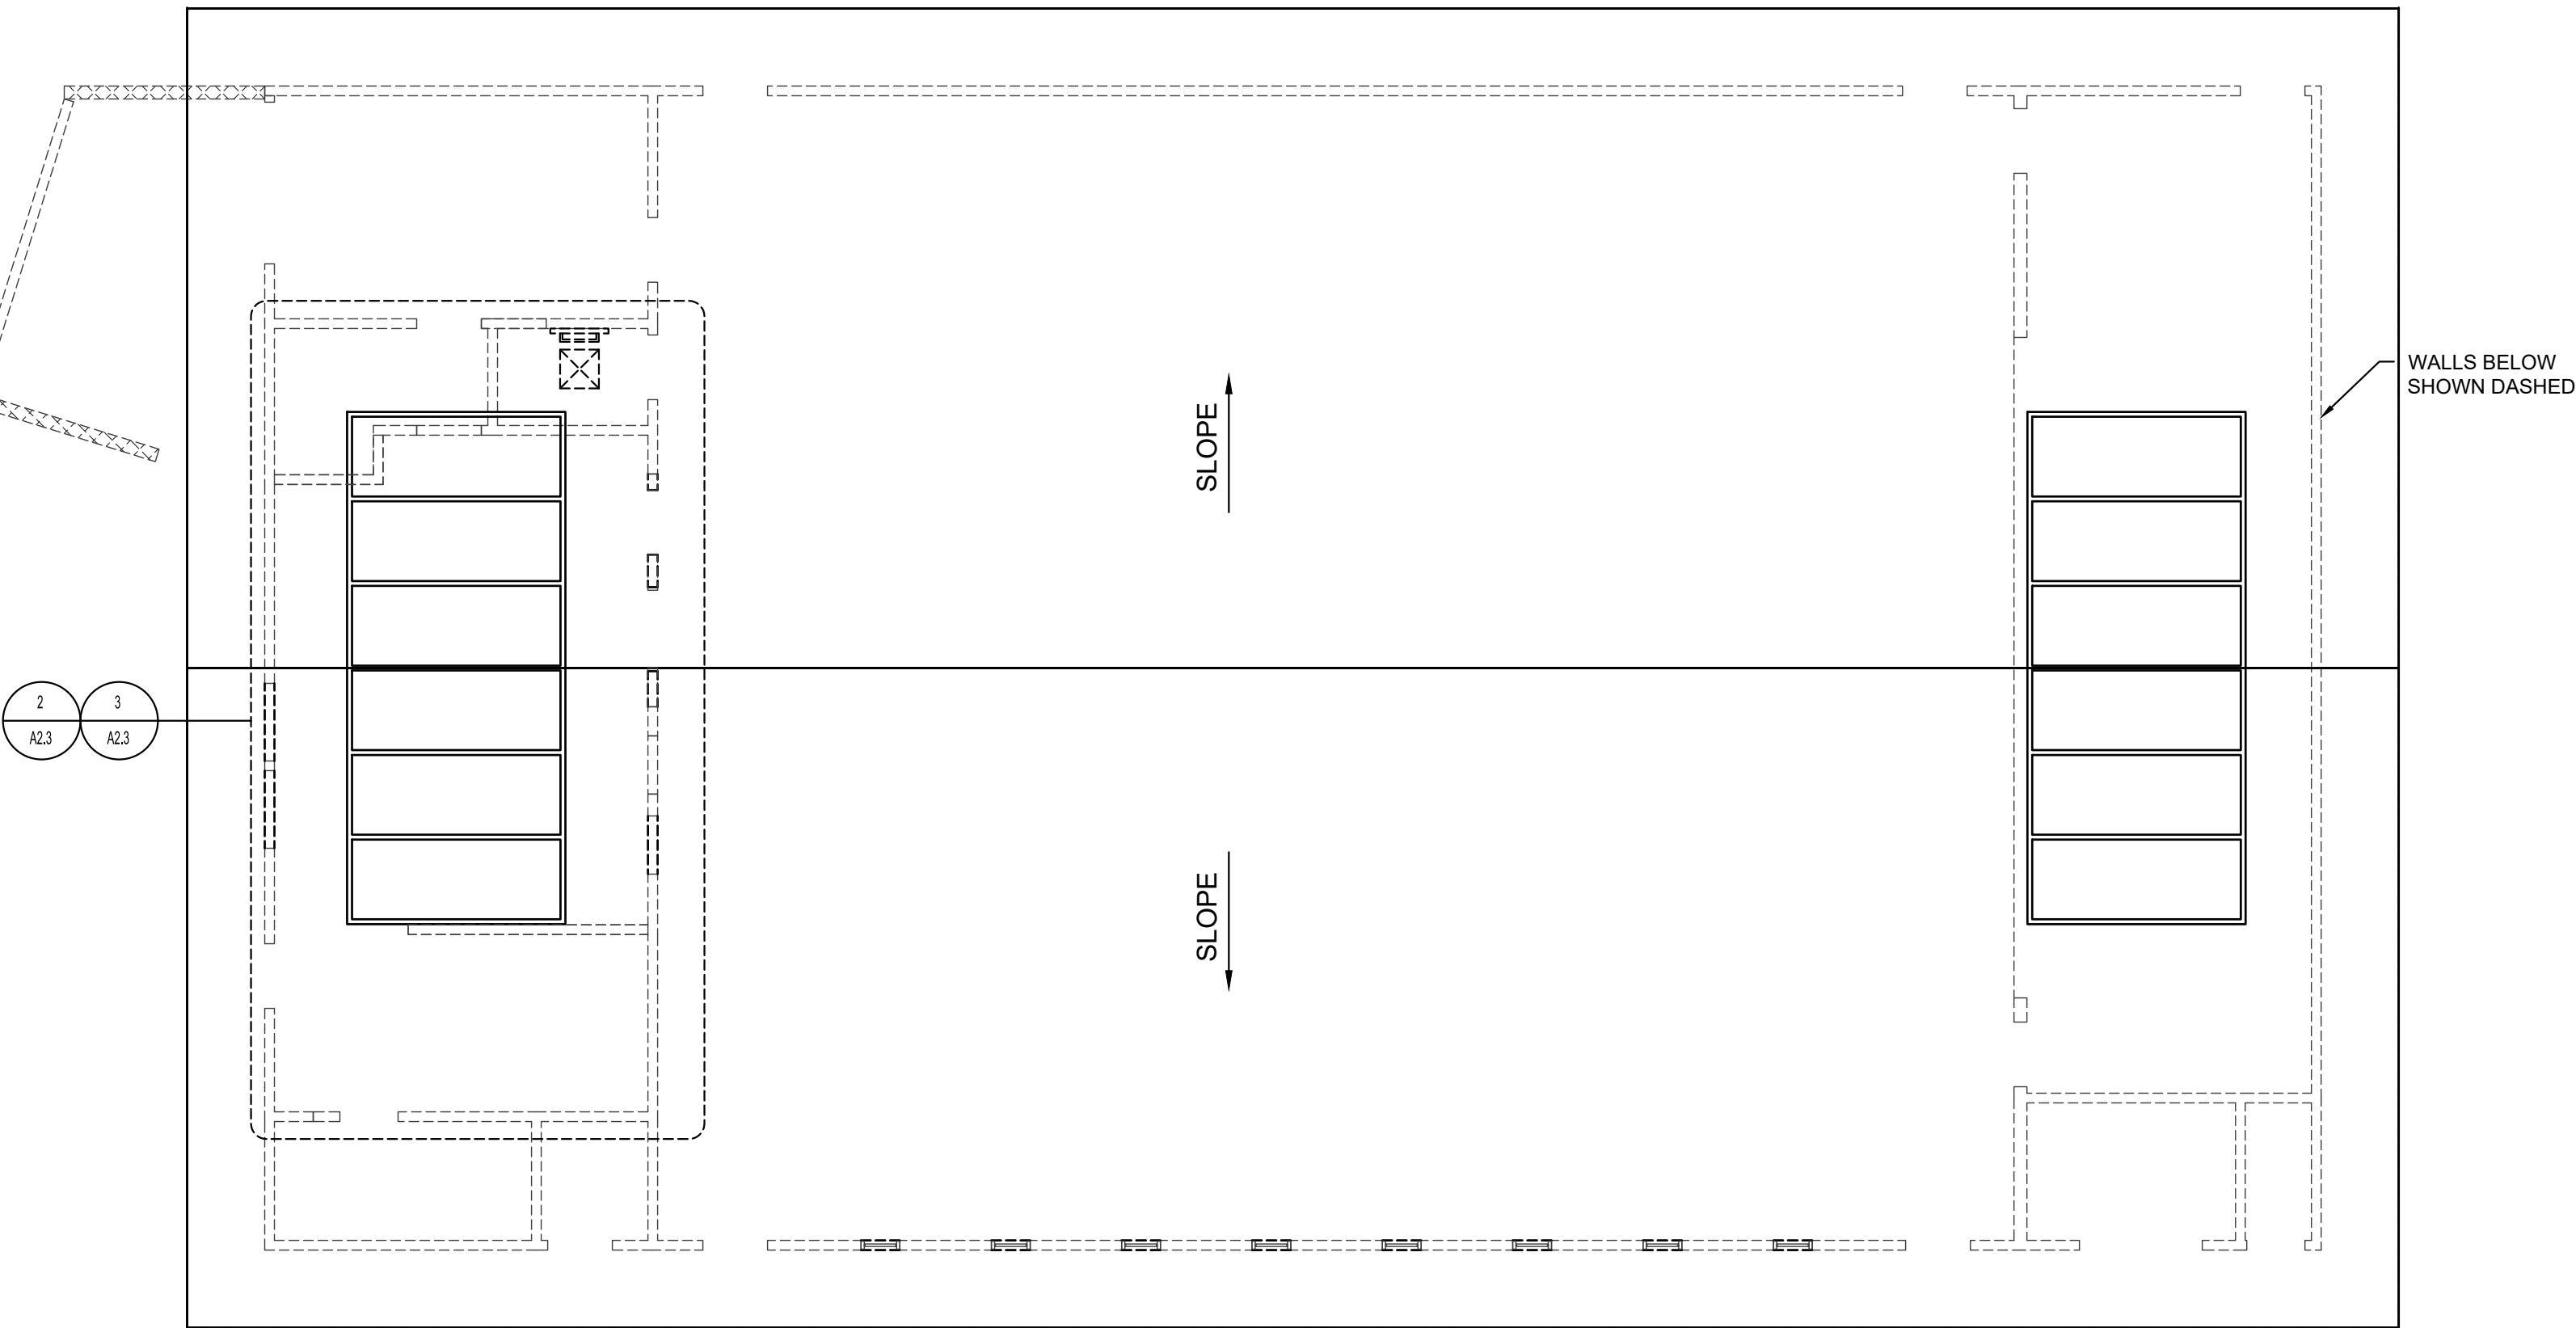 WALLS BELOW
SHOWN DASHED
SLOPE
2
3
A2.3
A2.3
SLOPE